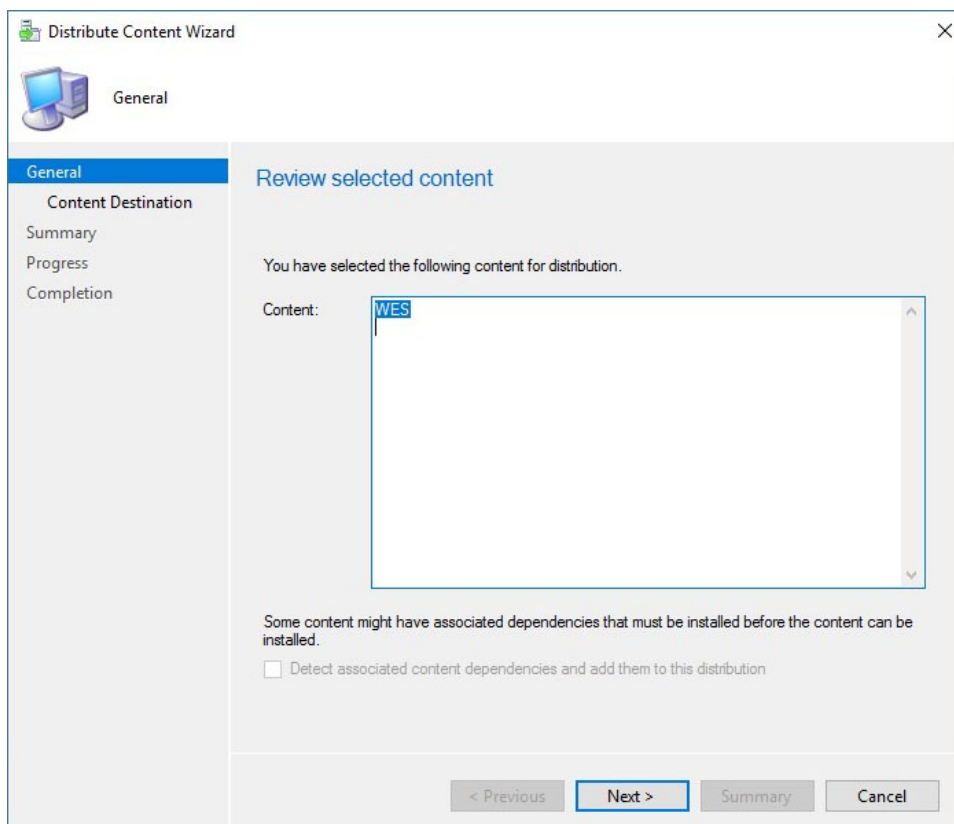 Distribute Content Wizard
General
General
Content Destination
Summary
Progress
Completion
Review selected content
You have selected the following content for distribution.
Content:
WES
Some content might have associated dependencies that must be installed before the content can be
installed.
Detect associated content dependencies and add them to this distribution
< Previous
Next >
Summary
Cancel